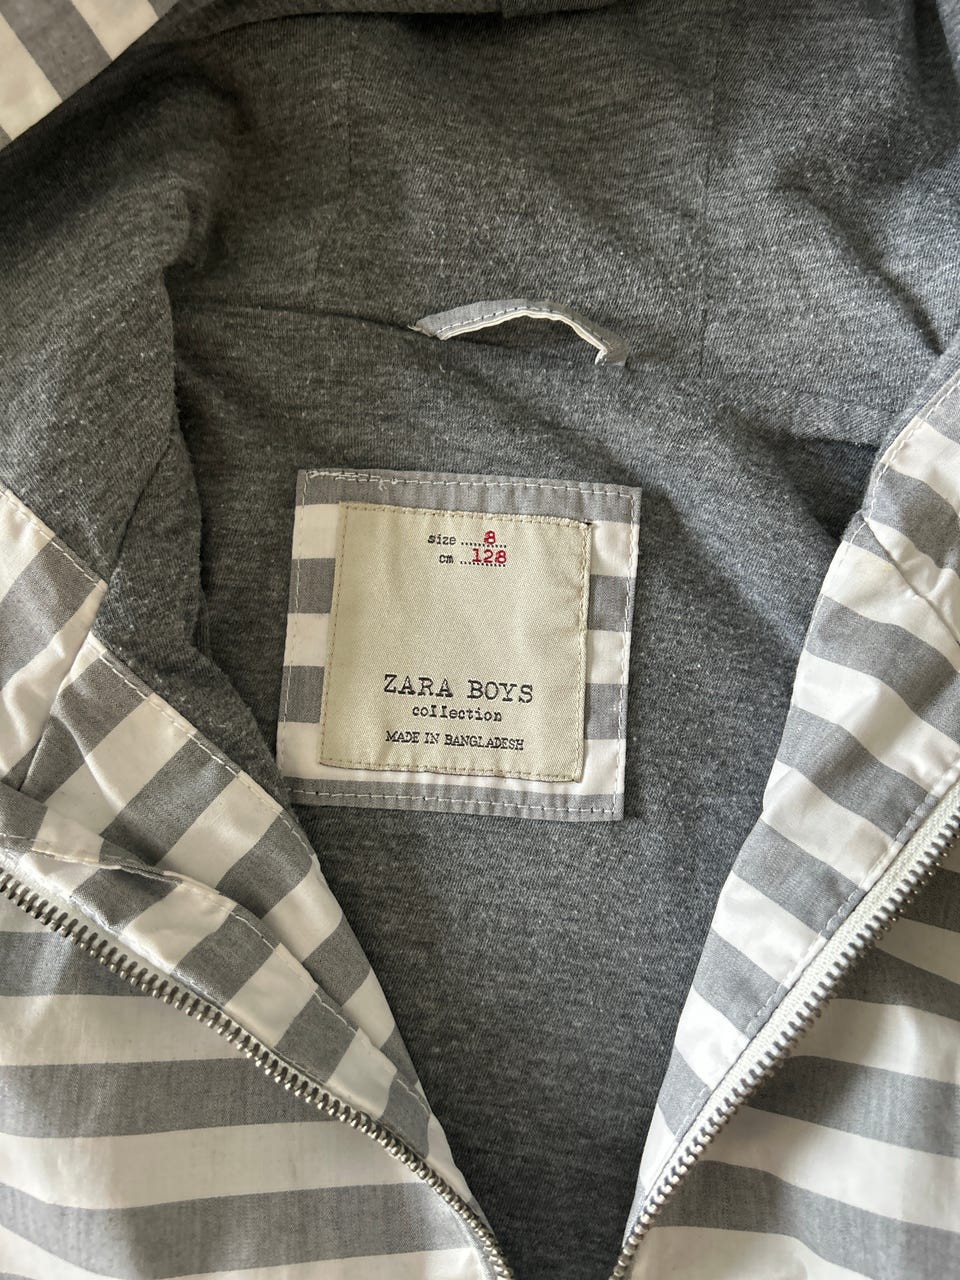 size ....8....
cm ...128...
ZARA BOYS
collection
MADE IN BANGLADESH